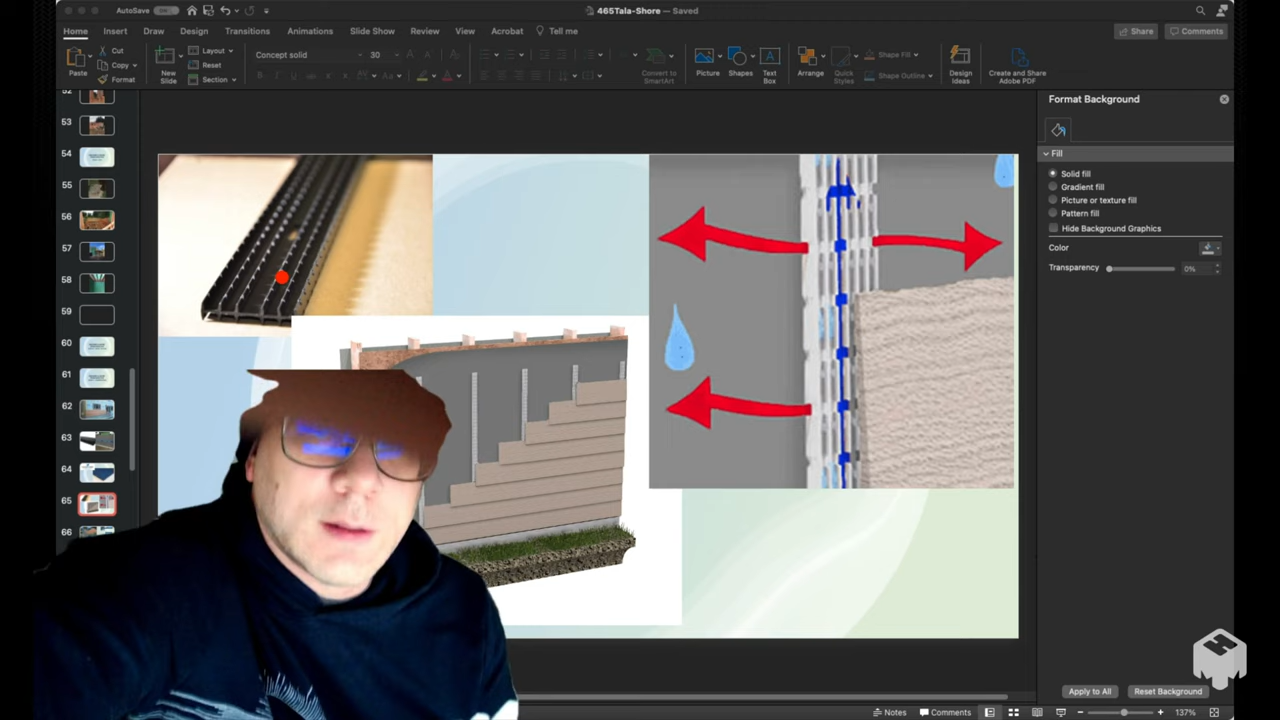 AutoSave
465Tala-Shore — Saved
Home Insert Draw Design Transitions Animations Slide Show Review View Acrobat Tell me
Share Comments
Paste
Cut
Copy
Format
New Slide
Layout
Reset
Section
Concept solid 30
Convert to SmartArt
Picture
Shapes
Text Box
Arrange
Quick Styles
Shape Fill
Shape Outline
Design Ideas
Create and Share Adobe PDF
52
53
54
55
56
57
58
59
60
61
62
63
64
65
66
Format Background
Fill
Solid fill
Gradient fill
Picture or texture fill
Pattern fill
Hide Background Graphics
Color
Transparency 0%
Apply to All Reset Background
Notes Comments 137%